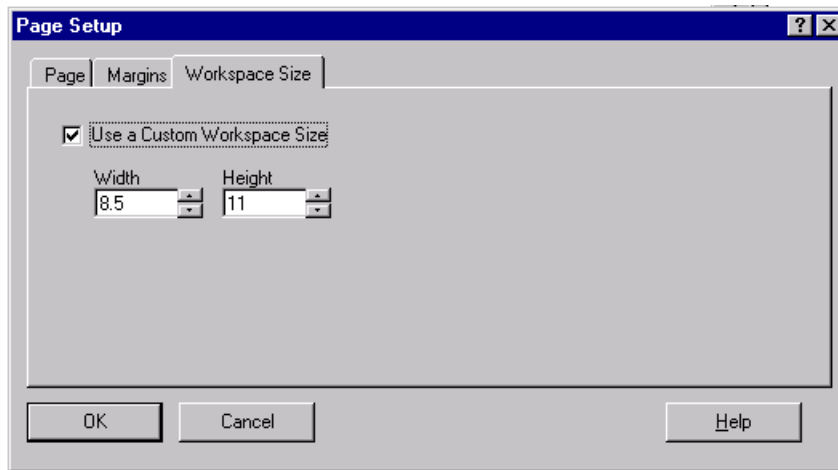 Page Setup
Page Margins Workspace Size
Use a Custom Workspace Size
Width Height
8.5 11
OK Cancel Help